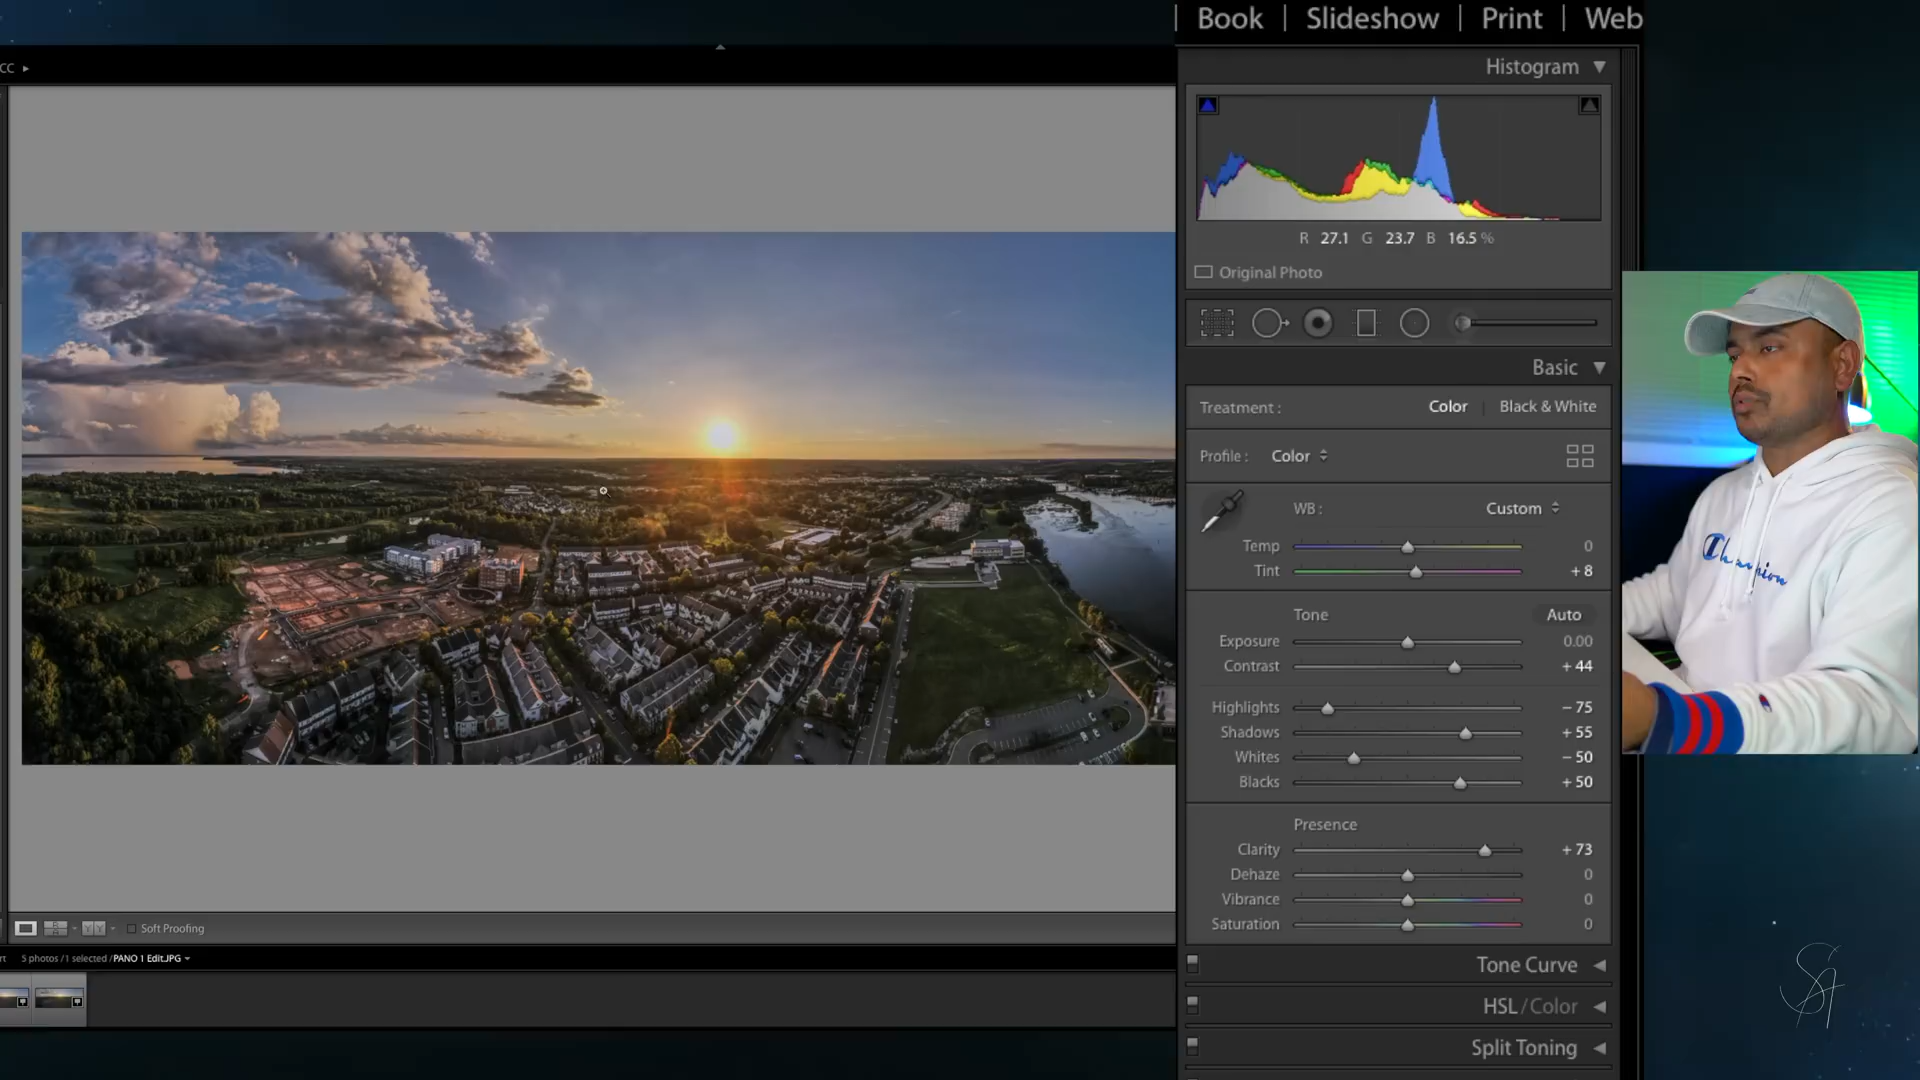 Book | Slideshow | Print | Web
CC
Histogram
R 27.1 G 23.7 B 16.5 %
Original Photo
Basic
Treatment : Color | Black & White
Profile : Color
WB : Custom
Temp 0
Tint + 8
Tone Auto
Exposure 0.00
Contrast + 44
Highlights − 75
Shadows + 55
Whites − 50
Blacks + 50
Presence
Clarity + 73
Dehaze 0
Vibrance 0
Saturation 0
Tone Curve
HSL / Color
Split Toning
Soft Proofing
5 photos / 1 selected / PANO 1 Edit.JPG
Champion